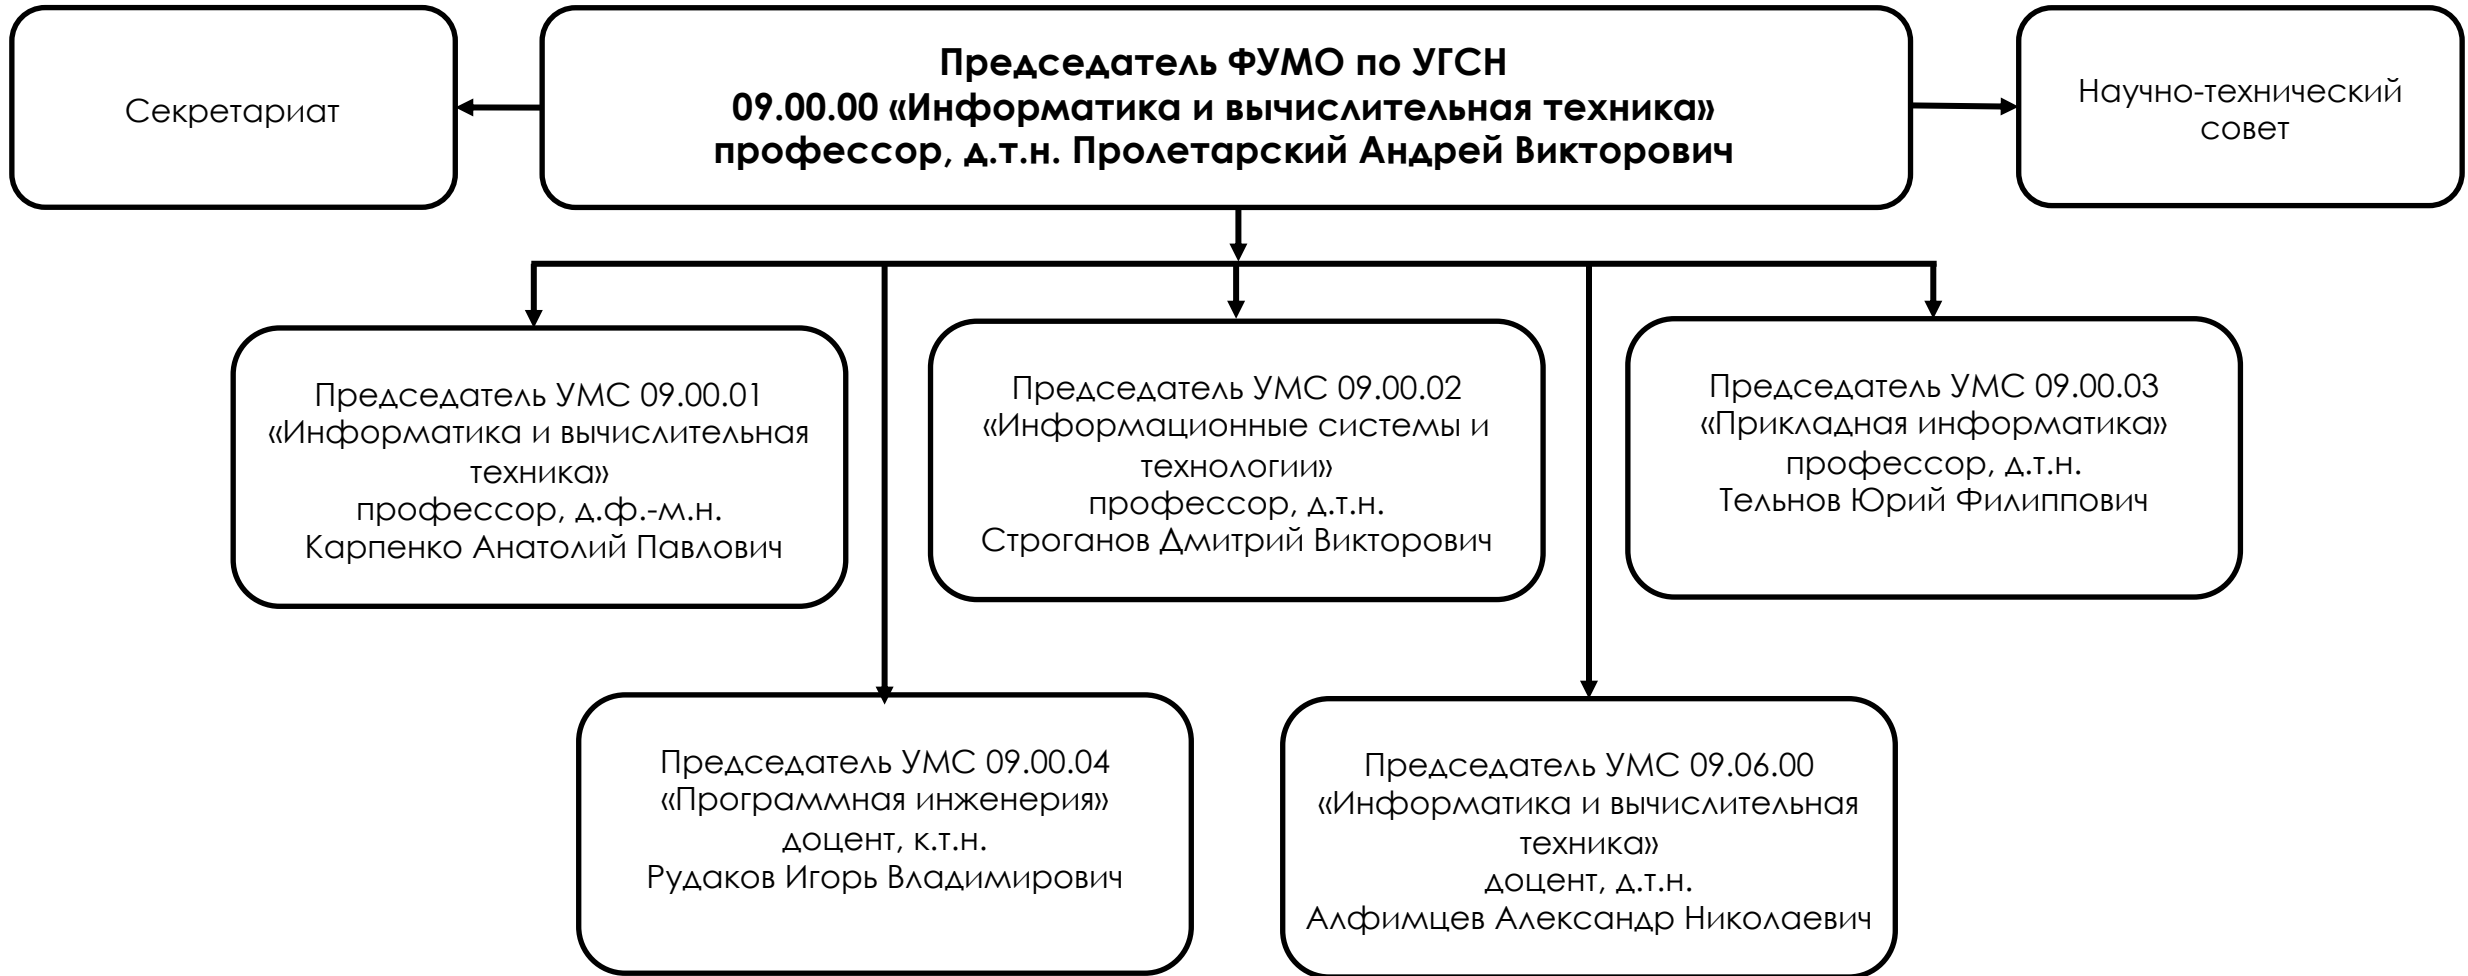 Секретариат
Председатель ФУМО по УГСН
09.00.00 «Информатика и вычислительная техника»
профессор, д.т.н. Пролетарский Андрей Викторович
Научно-технический
совет
Председатель УМС 09.00.01
«Информатика и вычислительная
техника»
профессор, д.ф.-м.н.
Карпенко Анатолий Павлович
Председатель УМС 09.00.02
«Информационные системы и
технологии»
профессор, д.т.н.
Строганов Дмитрий Викторович
Председатель УМС 09.00.03
«Прикладная информатика»
профессор, д.т.н.
Тельнов Юрий Филиппович
Председатель УМС 09.00.04
«Программная инженерия»
доцент, к.т.н.
Рудаков Игорь Владимирович
Председатель УМС 09.06.00
«Информатика и вычислительная
техника»
доцент, д.т.н.
Алфимцев Александр Николаевич